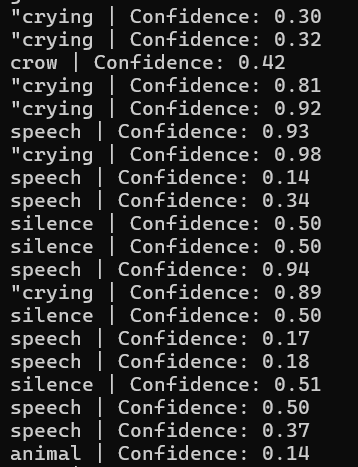 "crying | Confidence: 0.30
"crying | Confidence: 0.32
crow | Confidence: 0.42
"crying | Confidence: 0.81
"crying | Confidence: 0.92
speech | Confidence: 0.93
"crying | Confidence: 0.98
speech | Confidence: 0.14
speech | Confidence: 0.34
silence | Confidence: 0.50
silence | Confidence: 0.50
speech | Confidence: 0.94
"crying | Confidence: 0.89
silence | Confidence: 0.50
speech | Confidence: 0.17
speech | Confidence: 0.18
silence | Confidence: 0.51
speech | Confidence: 0.50
speech | Confidence: 0.37
animal | Confidence: 0.14